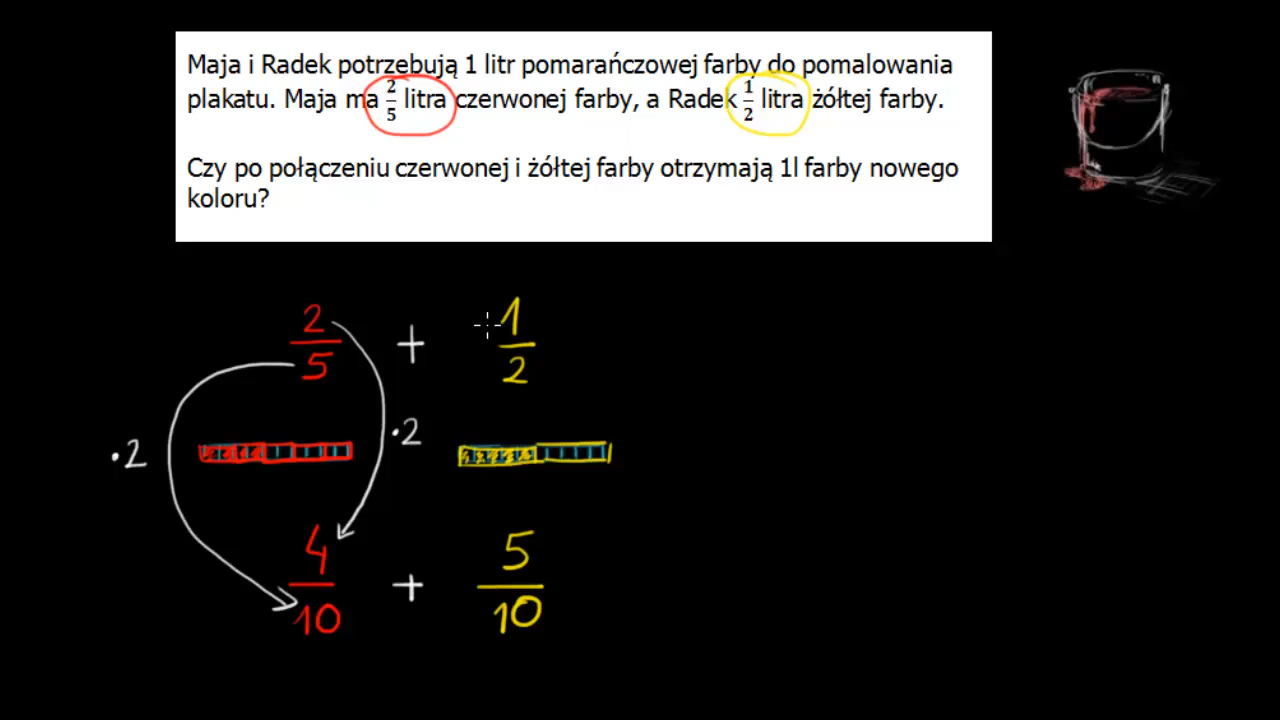 Maja i Radek potrzebują 1 litr pomarańczowej farby do pomalowania
plakatu. Maja ma 2/5 litra czerwonej farby, a Radek 1/2 litra żółtej farby.
Czy po połączeniu czerwonej i żółtej farby otrzymają 1l farby nowego
koloru?
2/5 + 1/2
·2 ·2
4/10 + 5/10